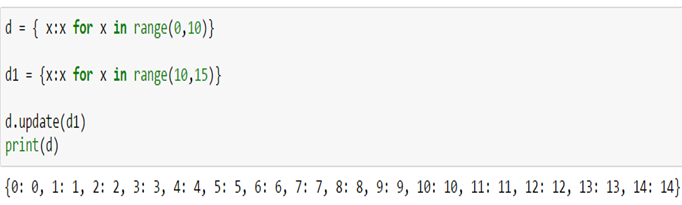 d = { x:x for x in range(0,10)}
d1 = {x:x for x in range(10,15)}
d.update(d1)
print(d)
{0: 0, 1: 1, 2: 2, 3: 3, 4: 4, 5: 5, 6: 6, 7: 7, 8: 8, 9: 9, 10: 10, 11: 11, 12: 12, 13: 13, 14: 14}